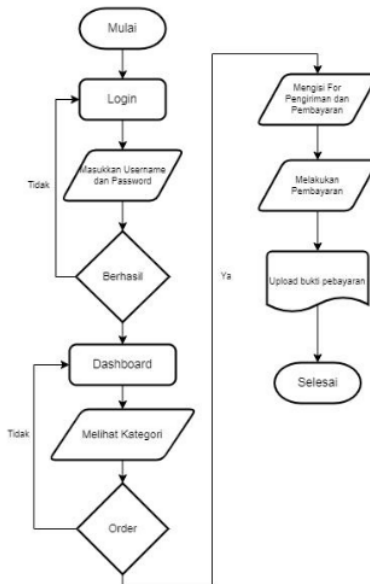 Mulai
Login
Masukkan Username
dan Password
Tidak
Berhasil
Dashboard
Melihat Kategori
Tidak
Order
Ya
Mengisi For
Pengiriman dan
Pembayaran
Melakukan
Pembayaran
Upload bukti pebayaran
Selesai